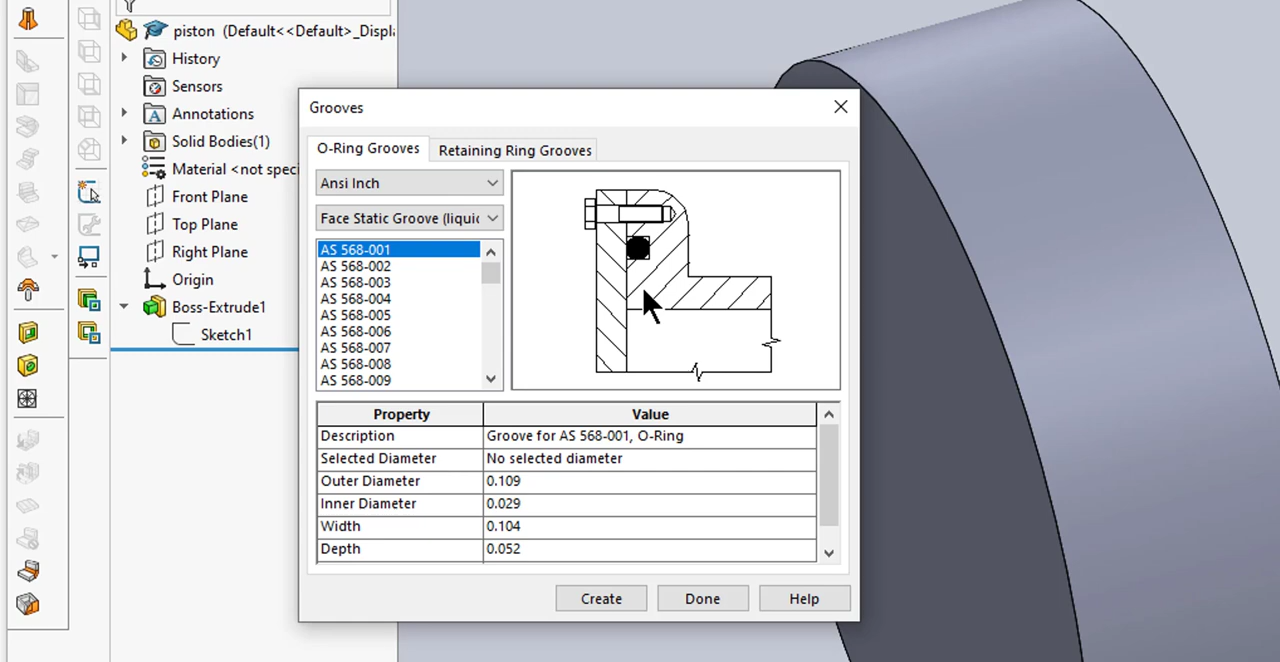 piston (Default<<Default>_Displ
History
Sensors
Annotations
Solid Bodies(1)
Material <not speci
Front Plane
Top Plane
Right Plane
Origin
Boss-Extrude1
Sketch1
Grooves
O-Ring Grooves
Retaining Ring Grooves
Ansi Inch
Face Static Groove (liquid
AS 568-001
AS 568-002
AS 568-003
AS 568-004
AS 568-005
AS 568-006
AS 568-007
AS 568-008
AS 568-009
Property Value
Description Groove for AS 568-001, O-Ring
Selected Diameter No selected diameter
Outer Diameter 0.109
Inner Diameter 0.029
Width 0.104
Depth 0.052
Create Done Help